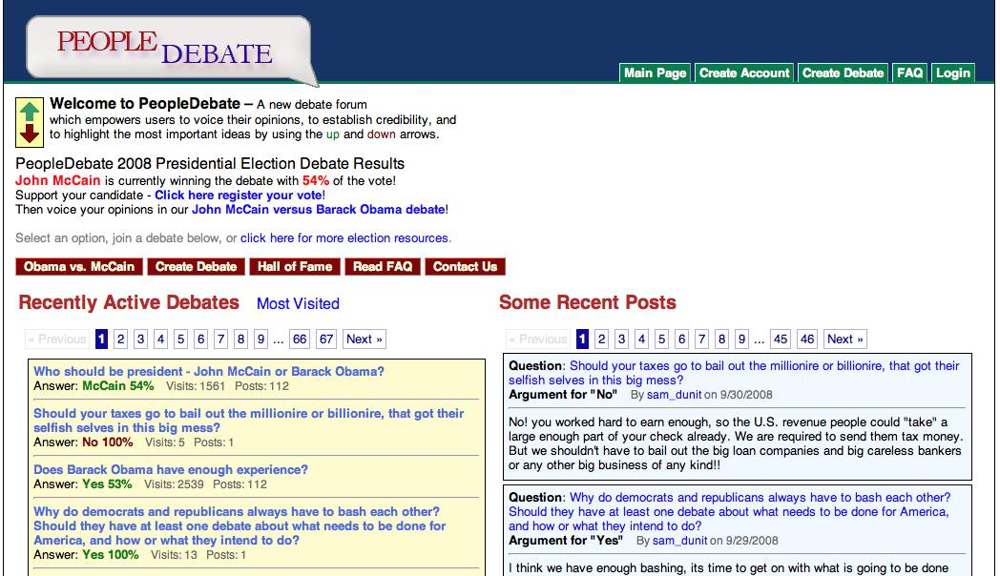 PEOPLE DEBATE
Main Page Create Account Create Debate FAQ Login
Welcome to PeopleDebate – A new debate forum
which empowers users to voice their opinions, to establish credibility, and
to highlight the most important ideas by using the up and down arrows.
PeopleDebate 2008 Presidential Election Debate Results
John McCain is currently winning the debate with 54% of the vote!
Support your candidate - Click here register your vote!
Then voice your opinions in our John McCain versus Barack Obama debate!
Select an option, join a debate below, or click here for more election resources.
Obama vs. McCain Create Debate Hall of Fame Read FAQ Contact Us
Recently Active Debates Most Visited
« Previous 1 2 3 4 5 6 7 8 9 ... 66 67 Next »
Who should be president - John McCain or Barack Obama?
Answer: McCain 54% Visits: 1561 Posts: 112
Should your taxes go to bail out the millionire or billionire, that got their
selfish selves in this big mess?
Answer: No 100% Visits: 5 Posts: 1
Does Barack Obama have enough experience?
Answer: Yes 53% Visits: 2539 Posts: 112
Why do democrats and republicans always have to bash each other?
Should they have at least one debate about what needs to be done for
America, and how or what they intend to do?
Answer: Yes 100% Visits: 13 Posts: 1
Some Recent Posts
« Previous 1 2 3 4 5 6 7 8 9 ... 45 46 Next »
Question: Should your taxes go to bail out the millionire or billionire, that got their
selfish selves in this big mess?
Argument for "No" By sam_dunit on 9/30/2008
No! you worked hard to earn enough, so the U.S. revenue people could "take" a
large enough part of your check already. We are required to send them tax money.
But we shouldn't have to bail out the big loan companies and big careless bankers
or any other big business of any kind!!
Question: Why do democrats and republicans always have to bash each other?
Should they have at least one debate about what needs to be done for America,
and how or what they intend to do?
Argument for "Yes" By sam_dunit on 9/29/2008
I think we have enough bashing, its time to get on with what is going to be done